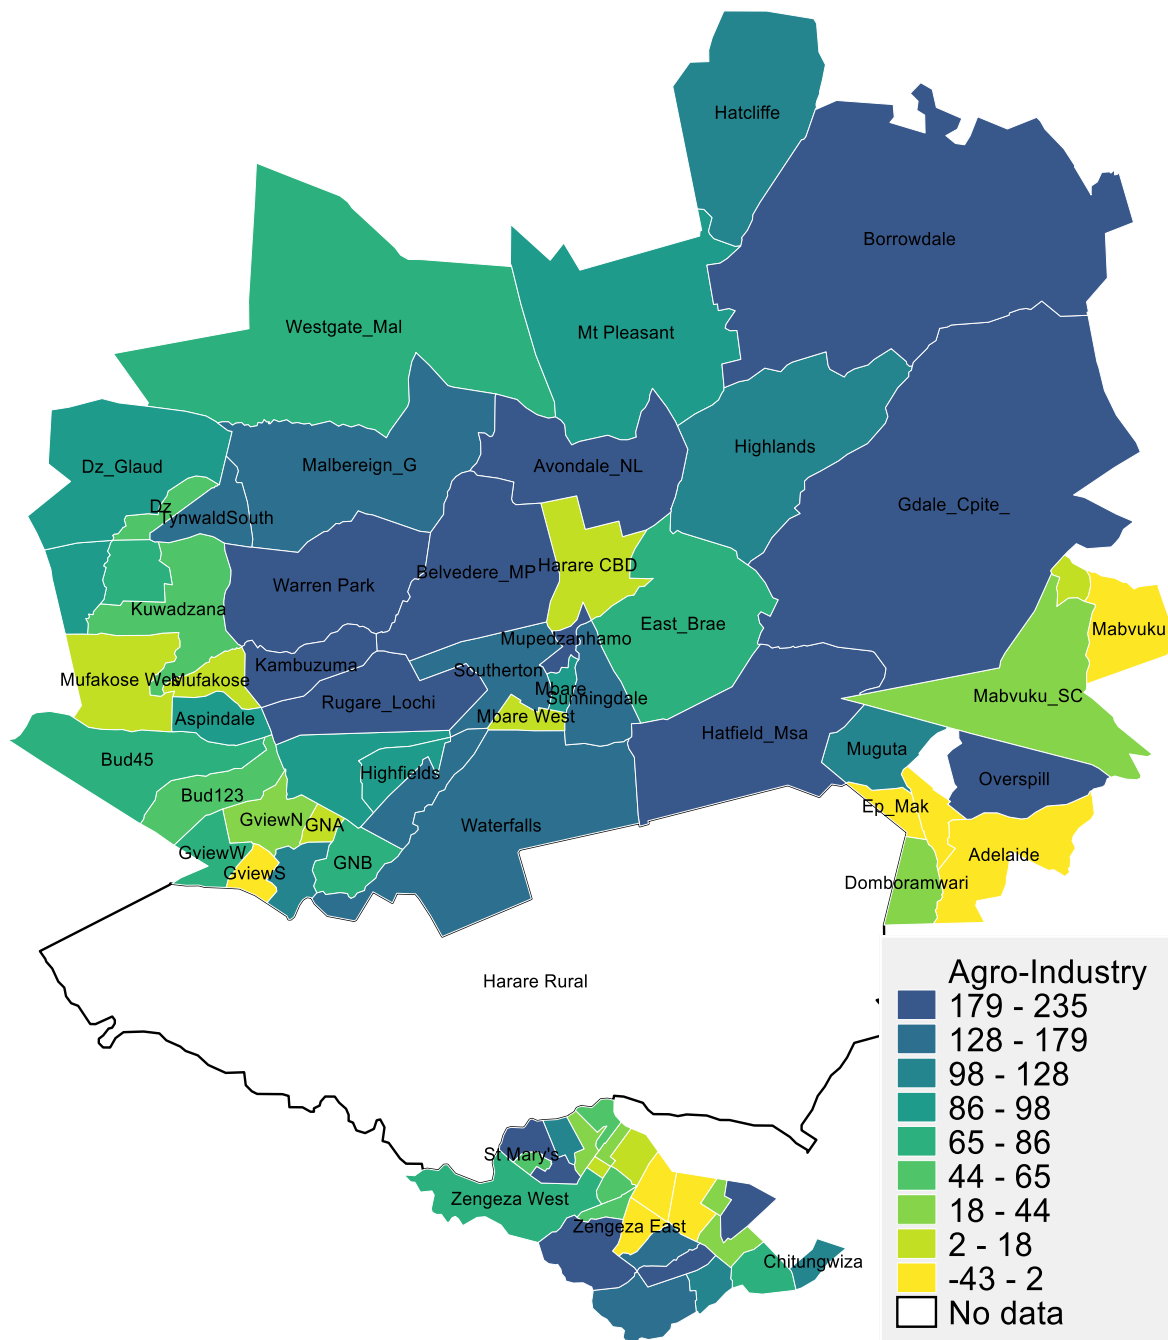 Hatcliffe
Borrowdale
Westgate_Mal
Mt Pleasant
Highlands
Malbereign_G
Avondale_NL
Dz_Glaud
Gdale_Cpite_
Dz
TynwaldSouth
Harare CBD
Belvedere_MP
Warren Park
Kuwadzana
East_Brae
Mabvuku
Mupedzanhamo
Kambuzuma
Southerton
Mufakose Wes
Mufakose
Mbare
Sunningdale
Mabvuku_SC
Rugare_Lochi
Mbare West
Aspindale
Hatfield_Msa
Muguta
Bud45
Highfields
Overspill
Bud123
Ep_Mak
GviewN
GNA
Waterfalls
GviewW
Adelaide
GNB
GviewS
Domboramwari
Harare Rural
St Mary's
Zengeza West
Zengeza East
Chitungwiza
Agro-Industry
179 - 235
128 - 179
98 - 128
86 - 98
65 - 86
44 - 65
18 - 44
2 - 18
-43 - 2
No data